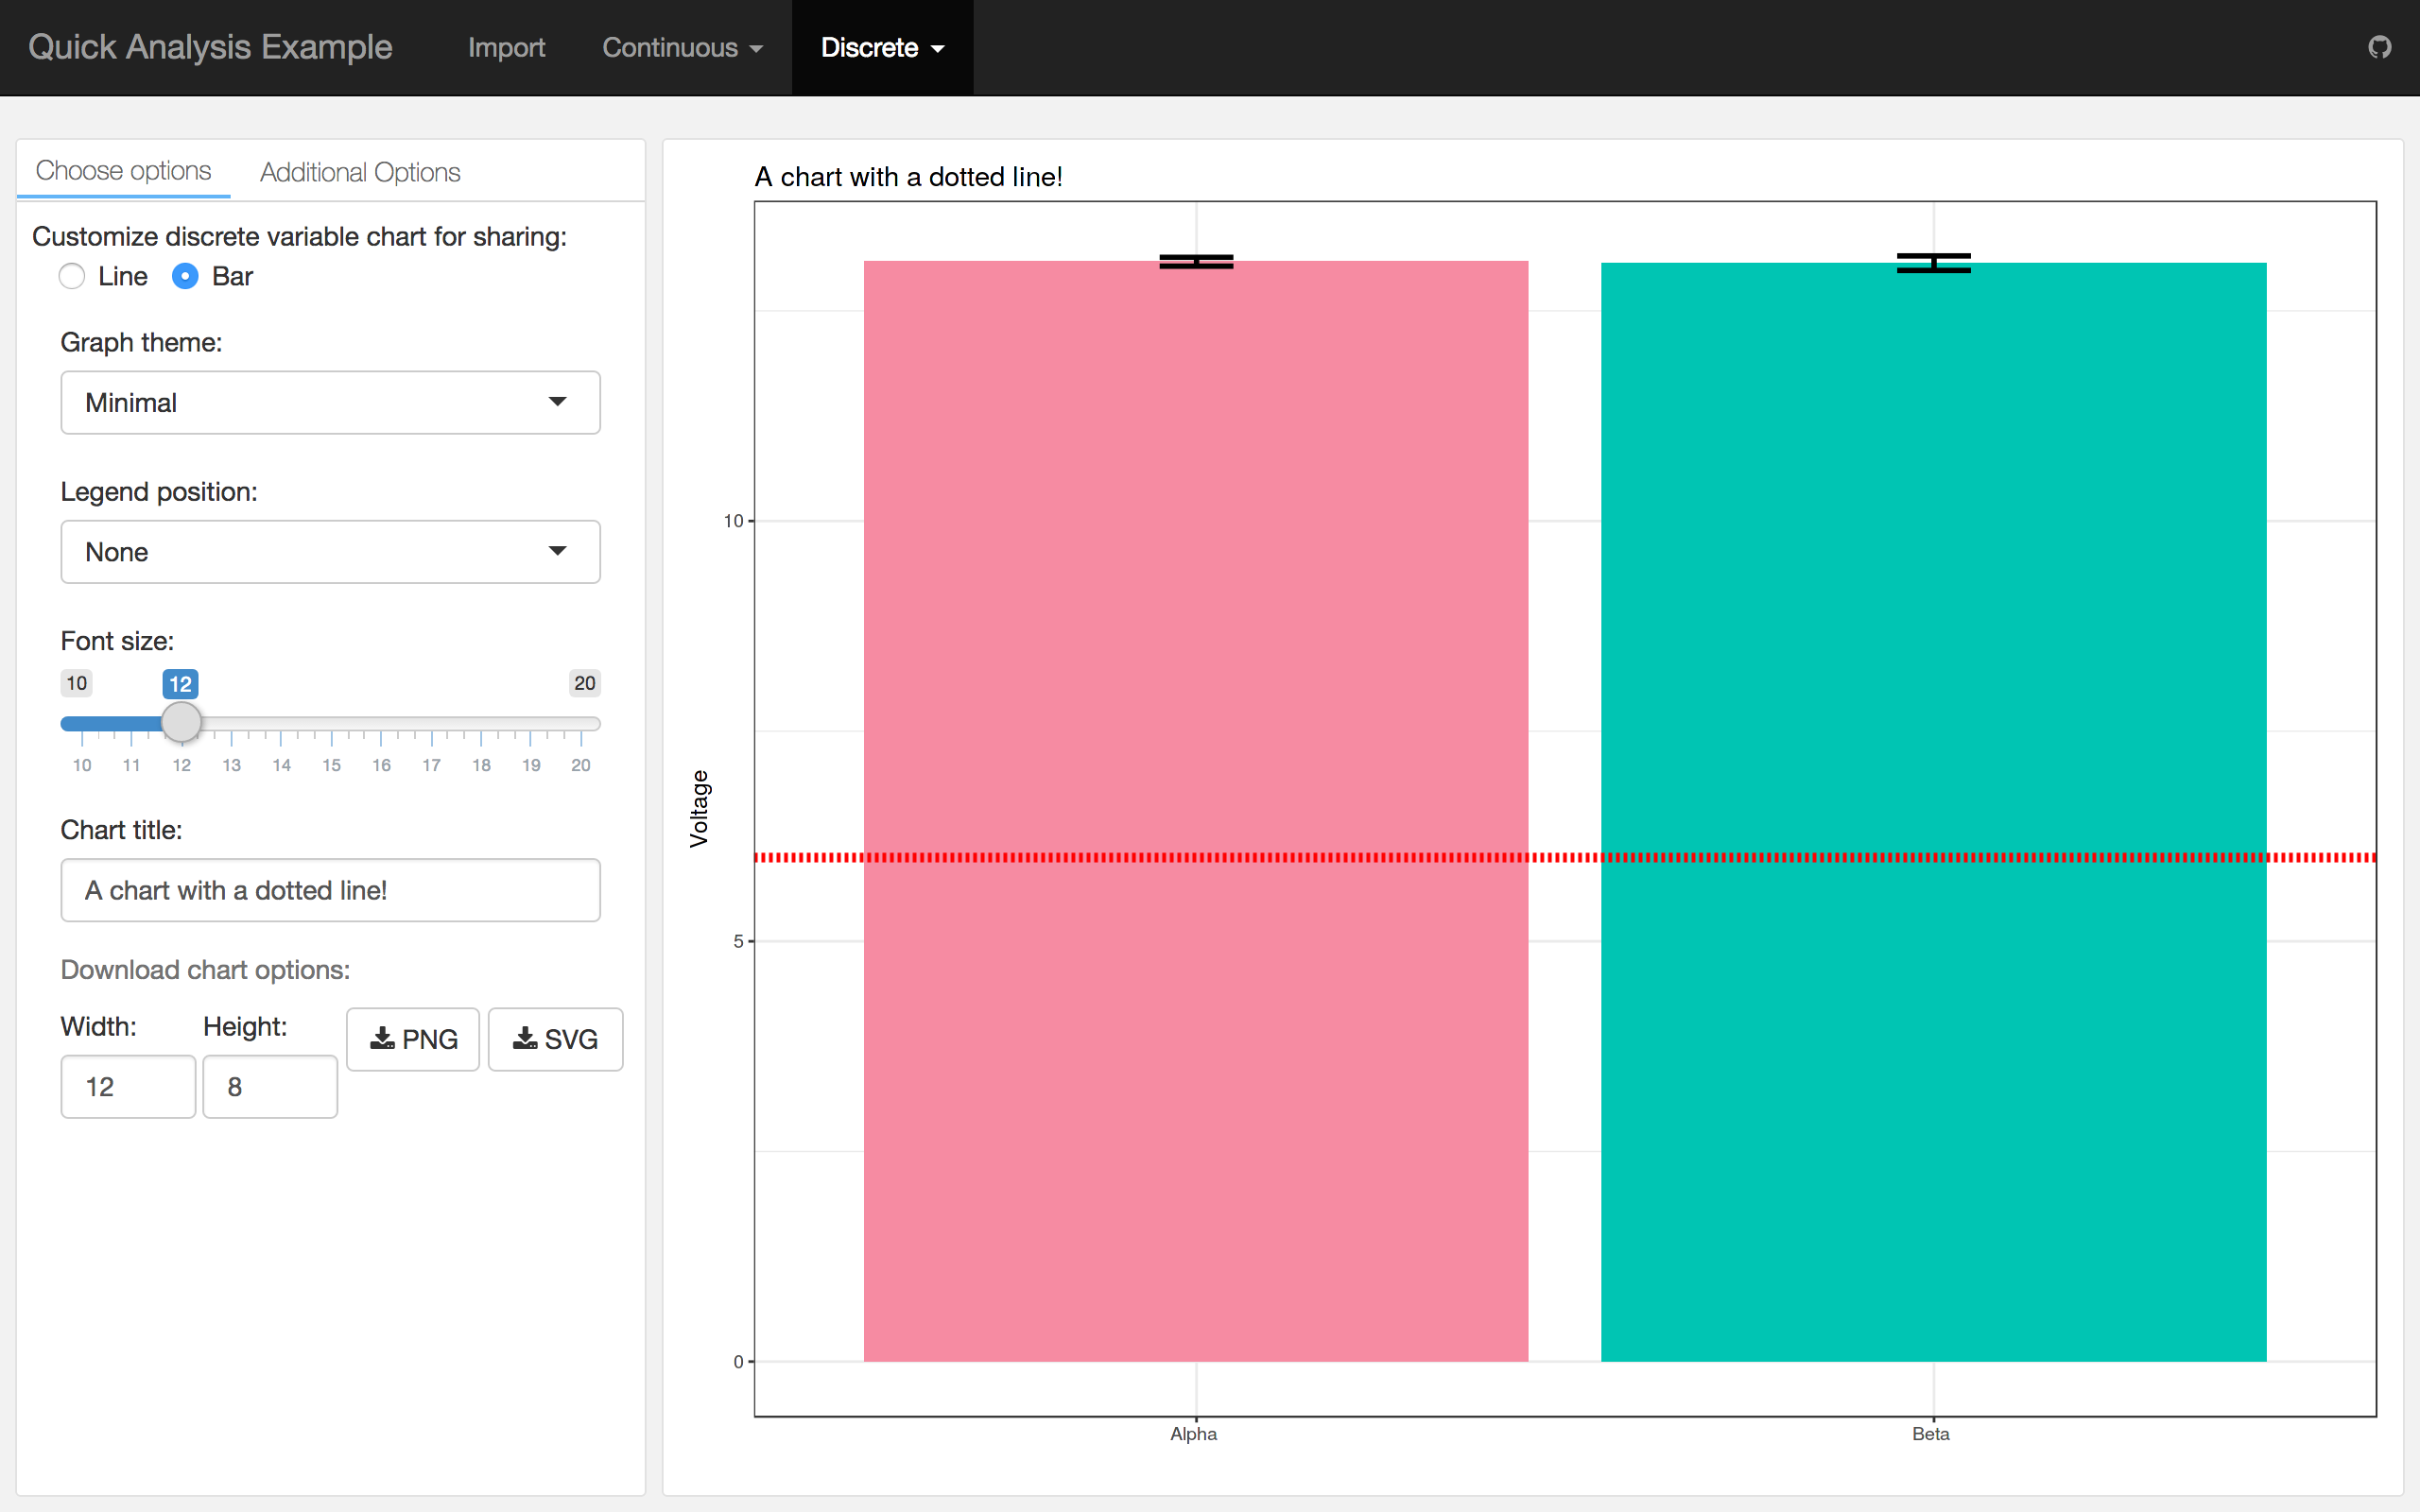 Quick Analysis Example Import Continuous Discrete
Choose options Additional Options
Customize discrete variable chart for sharing:
Line Bar
Graph theme:
Minimal
Legend position:
None
Font size:
10 12 20
10 11 12 13 14 15 16 17 18 19 20
Chart title:
A chart with a dotted line!
Download chart options:
Width: Height: PNG SVG
12 8
A chart with a dotted line!
Voltage
10
5
0
Alpha Beta